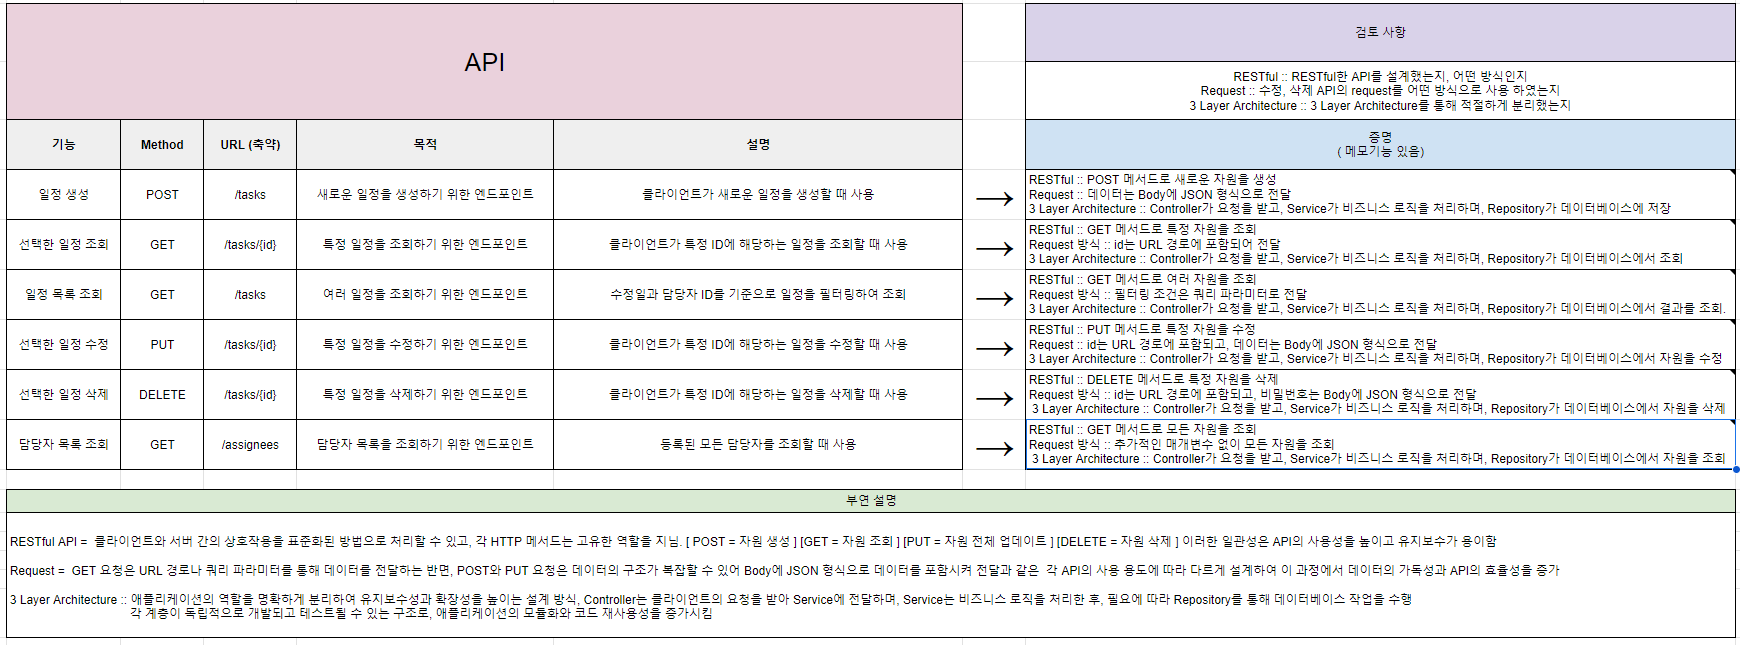 API
검토 사항
RESTful :: RESTful한 API를 설계했는지, 어떤 방식인지
Request :: 수정, 삭제 API의 request를 어떤 방식으로 사용 하였는지
3 Layer Architecture :: 3 Layer Architecture를 통해 적절하게 분리했는지
기능 Method URL (축약) 목적 설명
증명
( 메모기능 있음)
일정 생성 POST /tasks 새로운 일정을 생성하기 위한 엔드포인트 클라이언트가 새로운 일정을 생성할 때 사용 →
RESTful :: POST 메서드로 새로운 자원을 생성
Request :: 데이터는 Body에 JSON 형식으로 전달
3 Layer Architecture :: Controller가 요청을 받고, Service가 비즈니스 로직을 처리하며, Repository가 데이터베이스에 저장
선택한 일정 조회 GET /tasks/{id} 특정 일정을 조회하기 위한 엔드포인트 클라이언트가 특정 ID에 해당하는 일정을 조회할 때 사용 →
RESTful :: GET 메서드로 특정 자원을 조회
Request 방식 :: id는 URL 경로에 포함되어 전달
3 Layer Architecture :: Controller가 요청을 받고, Service가 비즈니스 로직을 처리하며, Repository가 데이터베이스에서 조회
일정 목록 조회 GET /tasks 여러 일정을 조회하기 위한 엔드포인트 수정일과 담당자 ID를 기준으로 일정을 필터링하여 조회 →
RESTful :: GET 메서드로 여러 자원을 조회
Request 방식 :: 필터링 조건은 쿼리 파라미터로 전달
3 Layer Architecture :: Controller가 요청을 받고, Service가 비즈니스 로직을 처리하며, Repository가 데이터베이스에서 결과를 조회.
선택한 일정 수정 PUT /tasks/{id} 특정 일정을 수정하기 위한 엔드포인트 클라이언트가 특정 ID에 해당하는 일정을 수정할 때 사용 →
RESTful :: PUT 메서드로 특정 자원을 수정
Request :: id는 URL 경로에 포함되고, 데이터는 Body에 JSON 형식으로 전달
3 Layer Architecture :: Controller가 요청을 받고, Service가 비즈니스 로직을 처리하며, Repository가 데이터베이스에서 자원을 수정
선택한 일정 삭제 DELETE /tasks/{id} 특정 일정을 삭제하기 위한 엔드포인트 클라이언트가 특정 ID에 해당하는 일정을 삭제할 때 사용 →
RESTful :: DELETE 메서드로 특정 자원을 삭제
Request 방식 :: id는 URL 경로에 포함되고, 비밀번호는 Body에 JSON 형식으로 전달
3 Layer Architecture :: Controller가 요청을 받고, Service가 비즈니스 로직을 처리하며, Repository가 데이터베이스에서 자원을 삭제
담당자 목록 조회 GET /assignees 담당자 목록을 조회하기 위한 엔드포인트 등록된 모든 담당자를 조회할 때 사용 →
RESTful :: GET 메서드로 모든 자원을 조회
Request 방식 :: 추가적인 매개변수 없이 모든 자원을 조회
3 Layer Architecture :: Controller가 요청을 받고, Service가 비즈니스 로직을 처리하며, Repository가 데이터베이스에서 자원을 조회
부연 설명
RESTful API = 클라이언트와 서버 간의 상호작용을 표준화된 방법으로 처리할 수 있고, 각 HTTP 메서드는 고유한 역할을 지님. [ POST = 자원 생성 ] [GET = 자원 조회 ] [PUT = 자원 전체 업데이트 ] [DELETE = 자원 삭제 ] 이러한 일관성은 API의 사용성을 높이고 유지보수가 용이함
Request = GET 요청은 URL 경로나 쿼리 파라미터를 통해 데이터를 전달하는 반면, POST와 PUT 요청은 데이터의 구조가 복잡할 수 있어 Body에 JSON 형식으로 데이터를 포함시켜 전달과 같은 각 API의 사용 용도에 따라 다르게 설계하여 이 과정에서 데이터의 가독성과 API의 효율성을 증가
3 Layer Architecture :: 애플리케이션의 역할을 명확하게 분리하여 유지보수성과 확장성을 높이는 설계 방식, Controller는 클라이언트의 요청을 받아 Service에 전달하며, Service는 비즈니스 로직을 처리한 후, 필요에 따라 Repository를 통해 데이터베이스 작업을 수행
각 계층이 독립적으로 개발되고 테스트될 수 있는 구조로, 애플리케이션의 모듈화와 코드 재사용성을 증가시킴